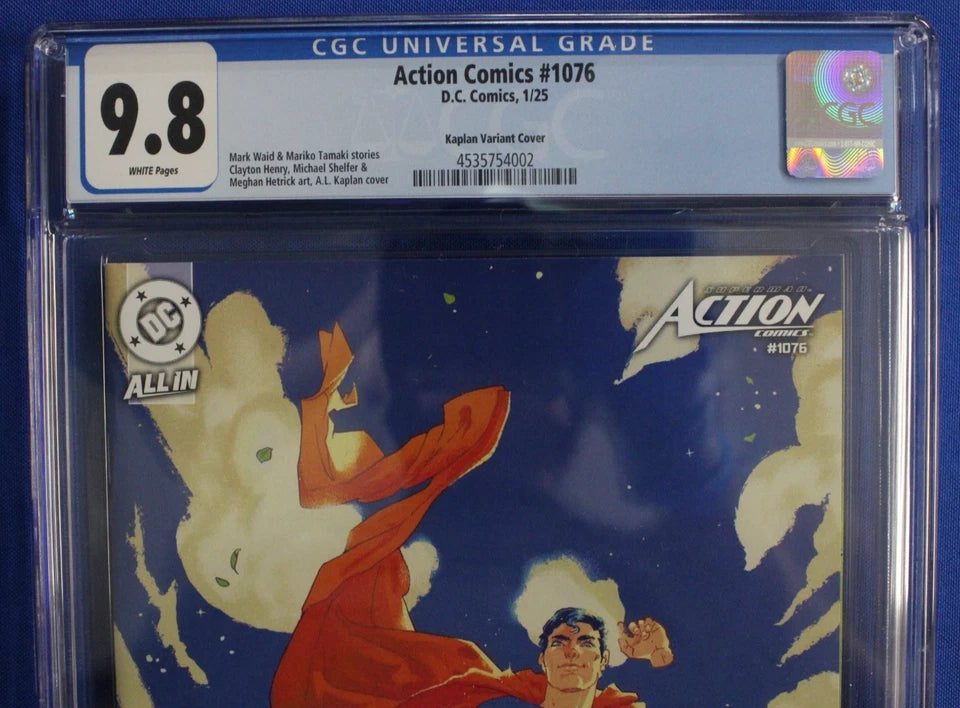 CGC UNIVERSAL GRADE
9.8
WHITE Pages
Action Comics #1076
D.C. Comics, 1/25
Kaplan Variant Cover
4535754002
Mark Waid & Mariko Tamaki stories
Clayton Henry, Michael Shelfer &
Meghan Hetrick art, A.L. Kaplan cover
CGC
CGC
DC
ALL IN
SUPERMAN
ACTION
COMICS
#1076